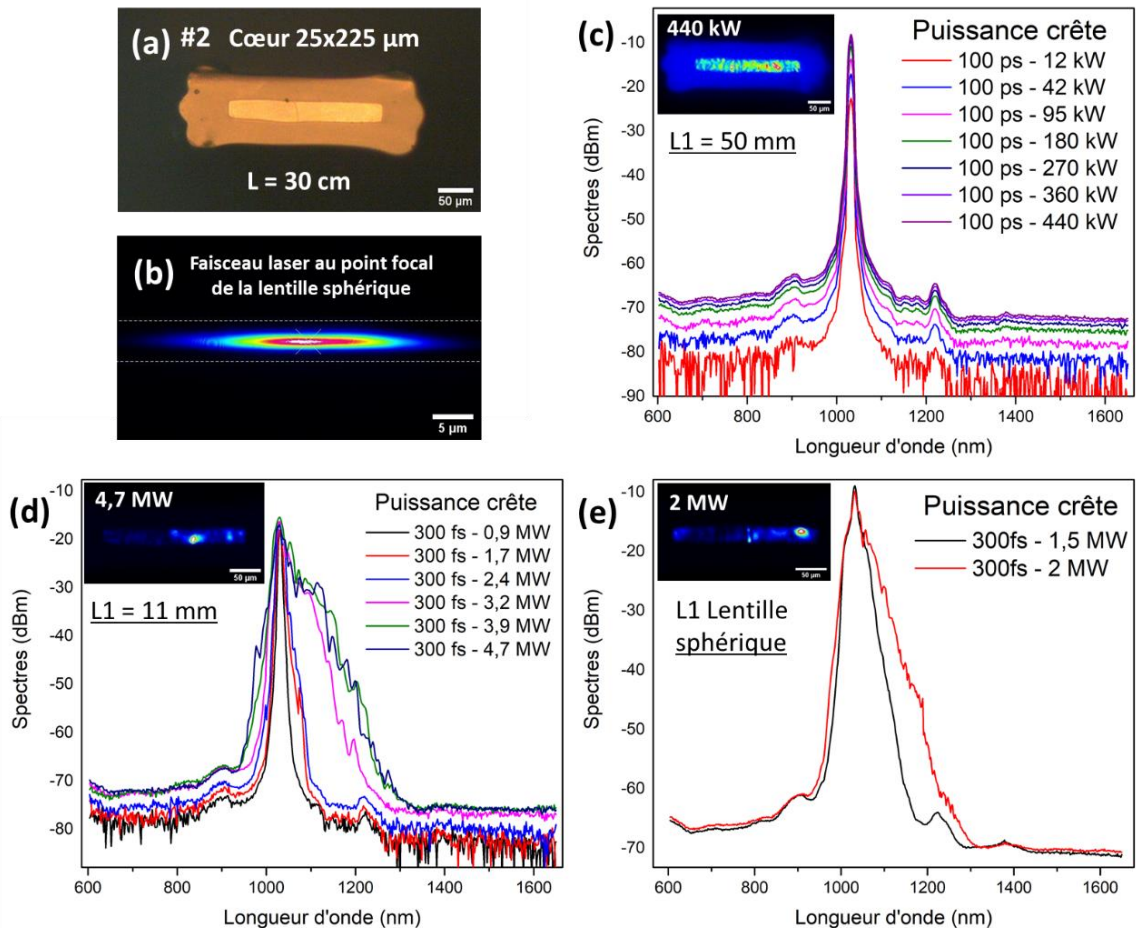 (a) #2 Cœur 25x225 µm
L = 30 cm
50 µm
(b) Faisceau laser au point focal
de la lentille sphérique
5 µm
(c)
440 kW
50 µm
L1 = 50 mm
Puissance crête
100 ps - 12 kW
100 ps - 42 kW
100 ps - 95 kW
100 ps - 180 kW
100 ps - 270 kW
100 ps - 360 kW
100 ps - 440 kW
Spectres (dBm)
-10
-20
-30
-40
-50
-60
-70
-80
-90
600 800 1000 1200 1400 1600
Longueur d'onde (nm)
(d)
4,7 MW
50 µm
L1 = 11 mm
Puissance crête
300 fs - 0,9 MW
300 fs - 1,7 MW
300 fs - 2,4 MW
300 fs - 3,2 MW
300 fs - 3,9 MW
300 fs - 4,7 MW
Spectres (dBm)
-10
-20
-30
-40
-50
-60
-70
-80
600 800 1000 1200 1400 1600
Longueur d'onde (nm)
(e)
2 MW
50 µm
L1 Lentille
sphérique
Puissance crête
300fs - 1,5 MW
300fs - 2 MW
Spectres (dBm)
-10
-20
-30
-40
-50
-60
-70
600 800 1000 1200 1400 1600
Longueur d'onde (nm)